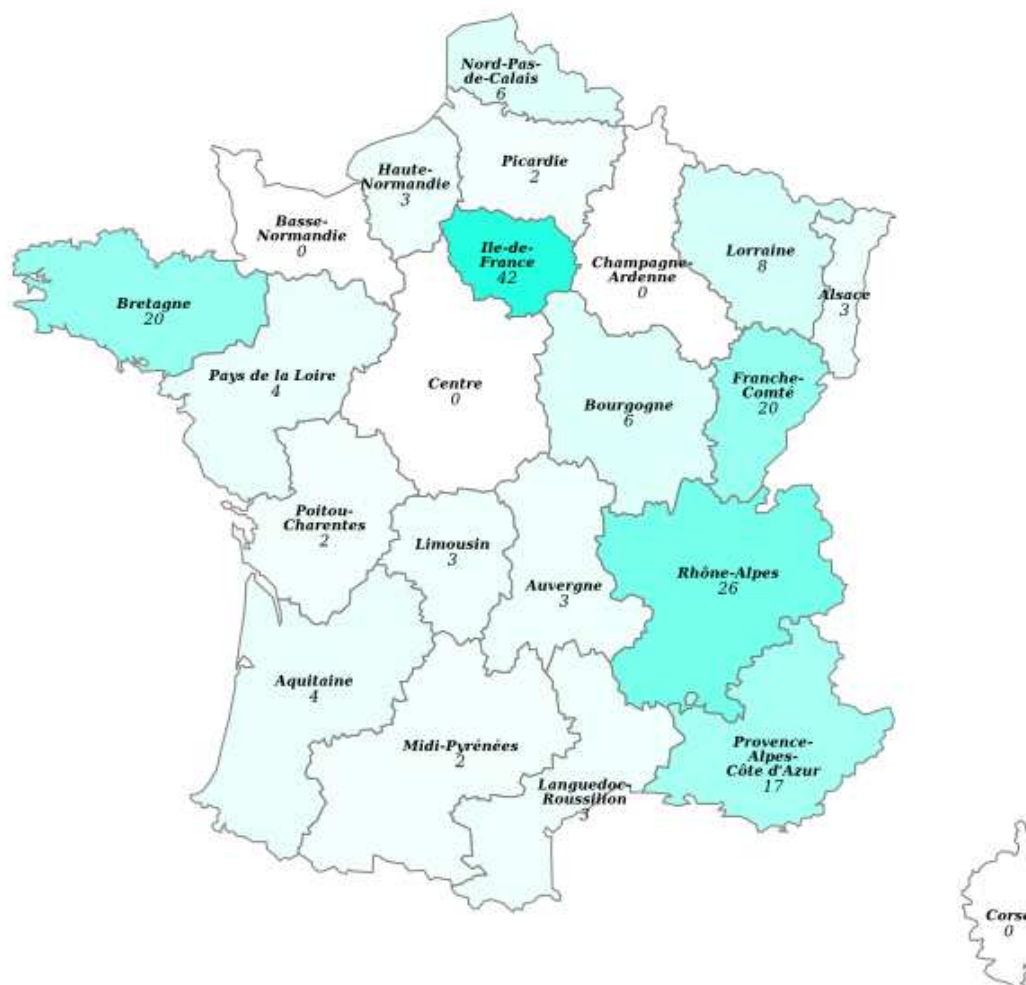 Nord-Pas-
de-Calais
6
Picardie
2
Haute-
Normandie
3
Basse-
Normandie
0
Ile-de-
France
42
Champagne-
Ardenne
0
Lorraine
8
Alsace
3
Bretagne
20
Pays de la Loire
4
Centre
0
Bourgogne
6
Franche-
Comté
20
Poitou-
Charentes
2
Limousin
3
Auvergne
3
Rhône-Alpes
26
Aquitaine
4
Midi-Pyrénées
2
Languedoc-
Roussillon
3
Provence-
Alpes-
Côte d'Azur
17
Corse
0